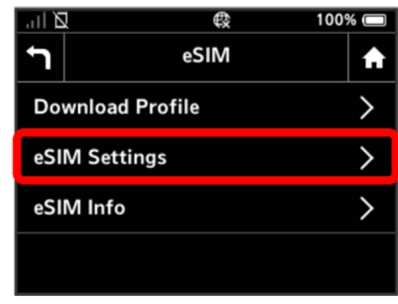 100%
eSIM
Download Profile
eSIM Settings
eSIM Info